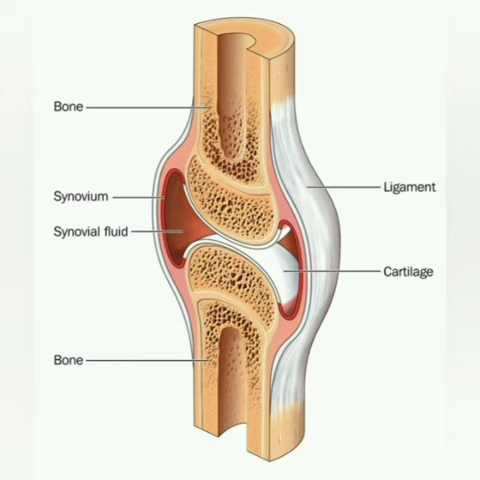 Bone
Synovium
Synovial fluid
Bone
Ligament
Cartilage